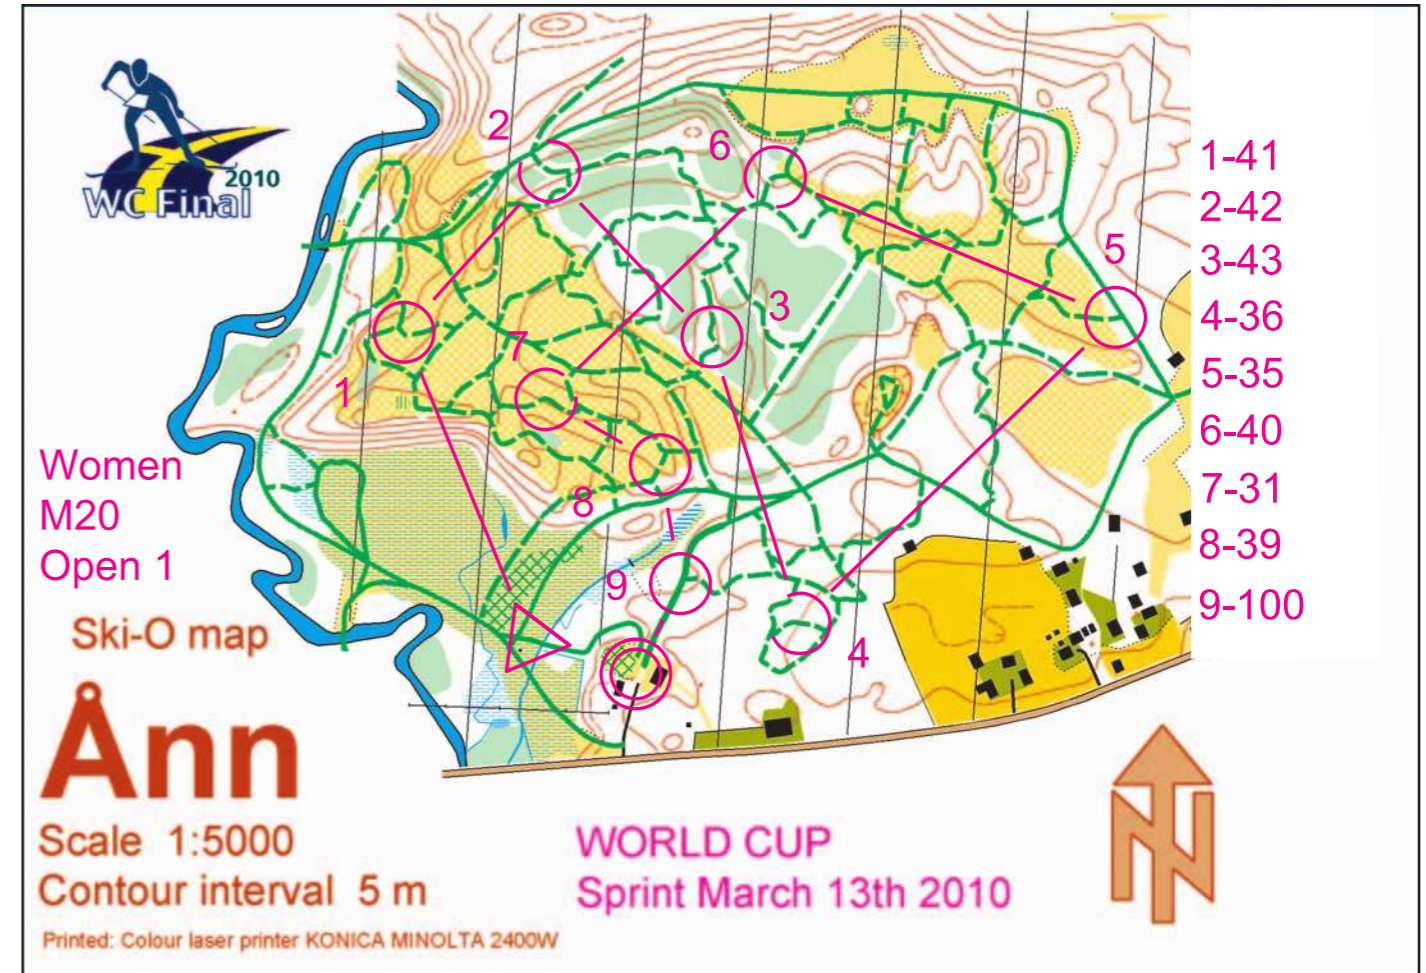 2010
WC Final
2
6
5
3
7
1
8
9
4
1-41
2-42
3-43
4-36
5-35
6-40
7-31
8-39
9-100
Women
M20
Open 1
Ski-O map
Ånn
Scale 1:5000
Contour interval 5 m
Printed: Colour laser printer KONICA MINOLTA 2400W
WORLD CUP
Sprint March 13th 2010
N